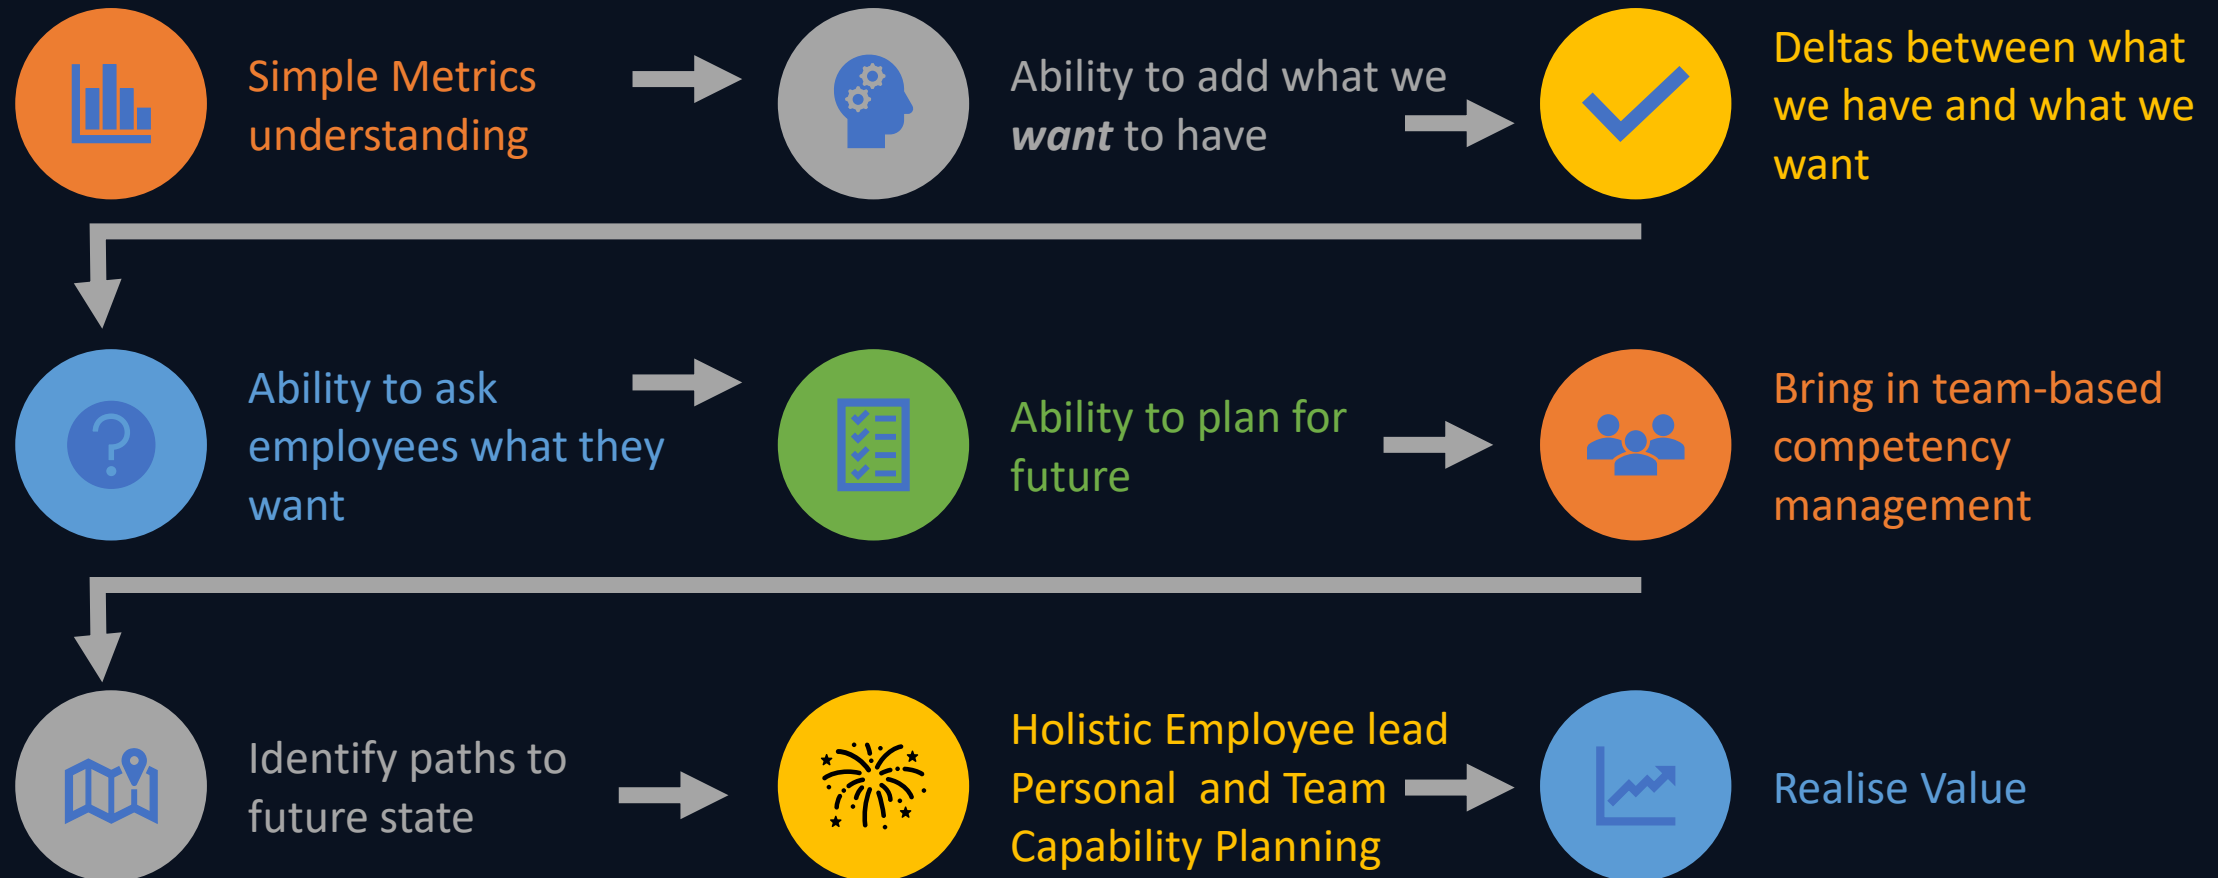 Simple Metrics
understanding
Ability to add what we
want to have
Deltas between what
we have and what we
want
Ability to ask
employees what they
want
Ability to plan for
future
Bring in team-based
competency
management
Identify paths to
future state
Holistic Employee lead
Personal  and Team
Capability Planning
Realise Value